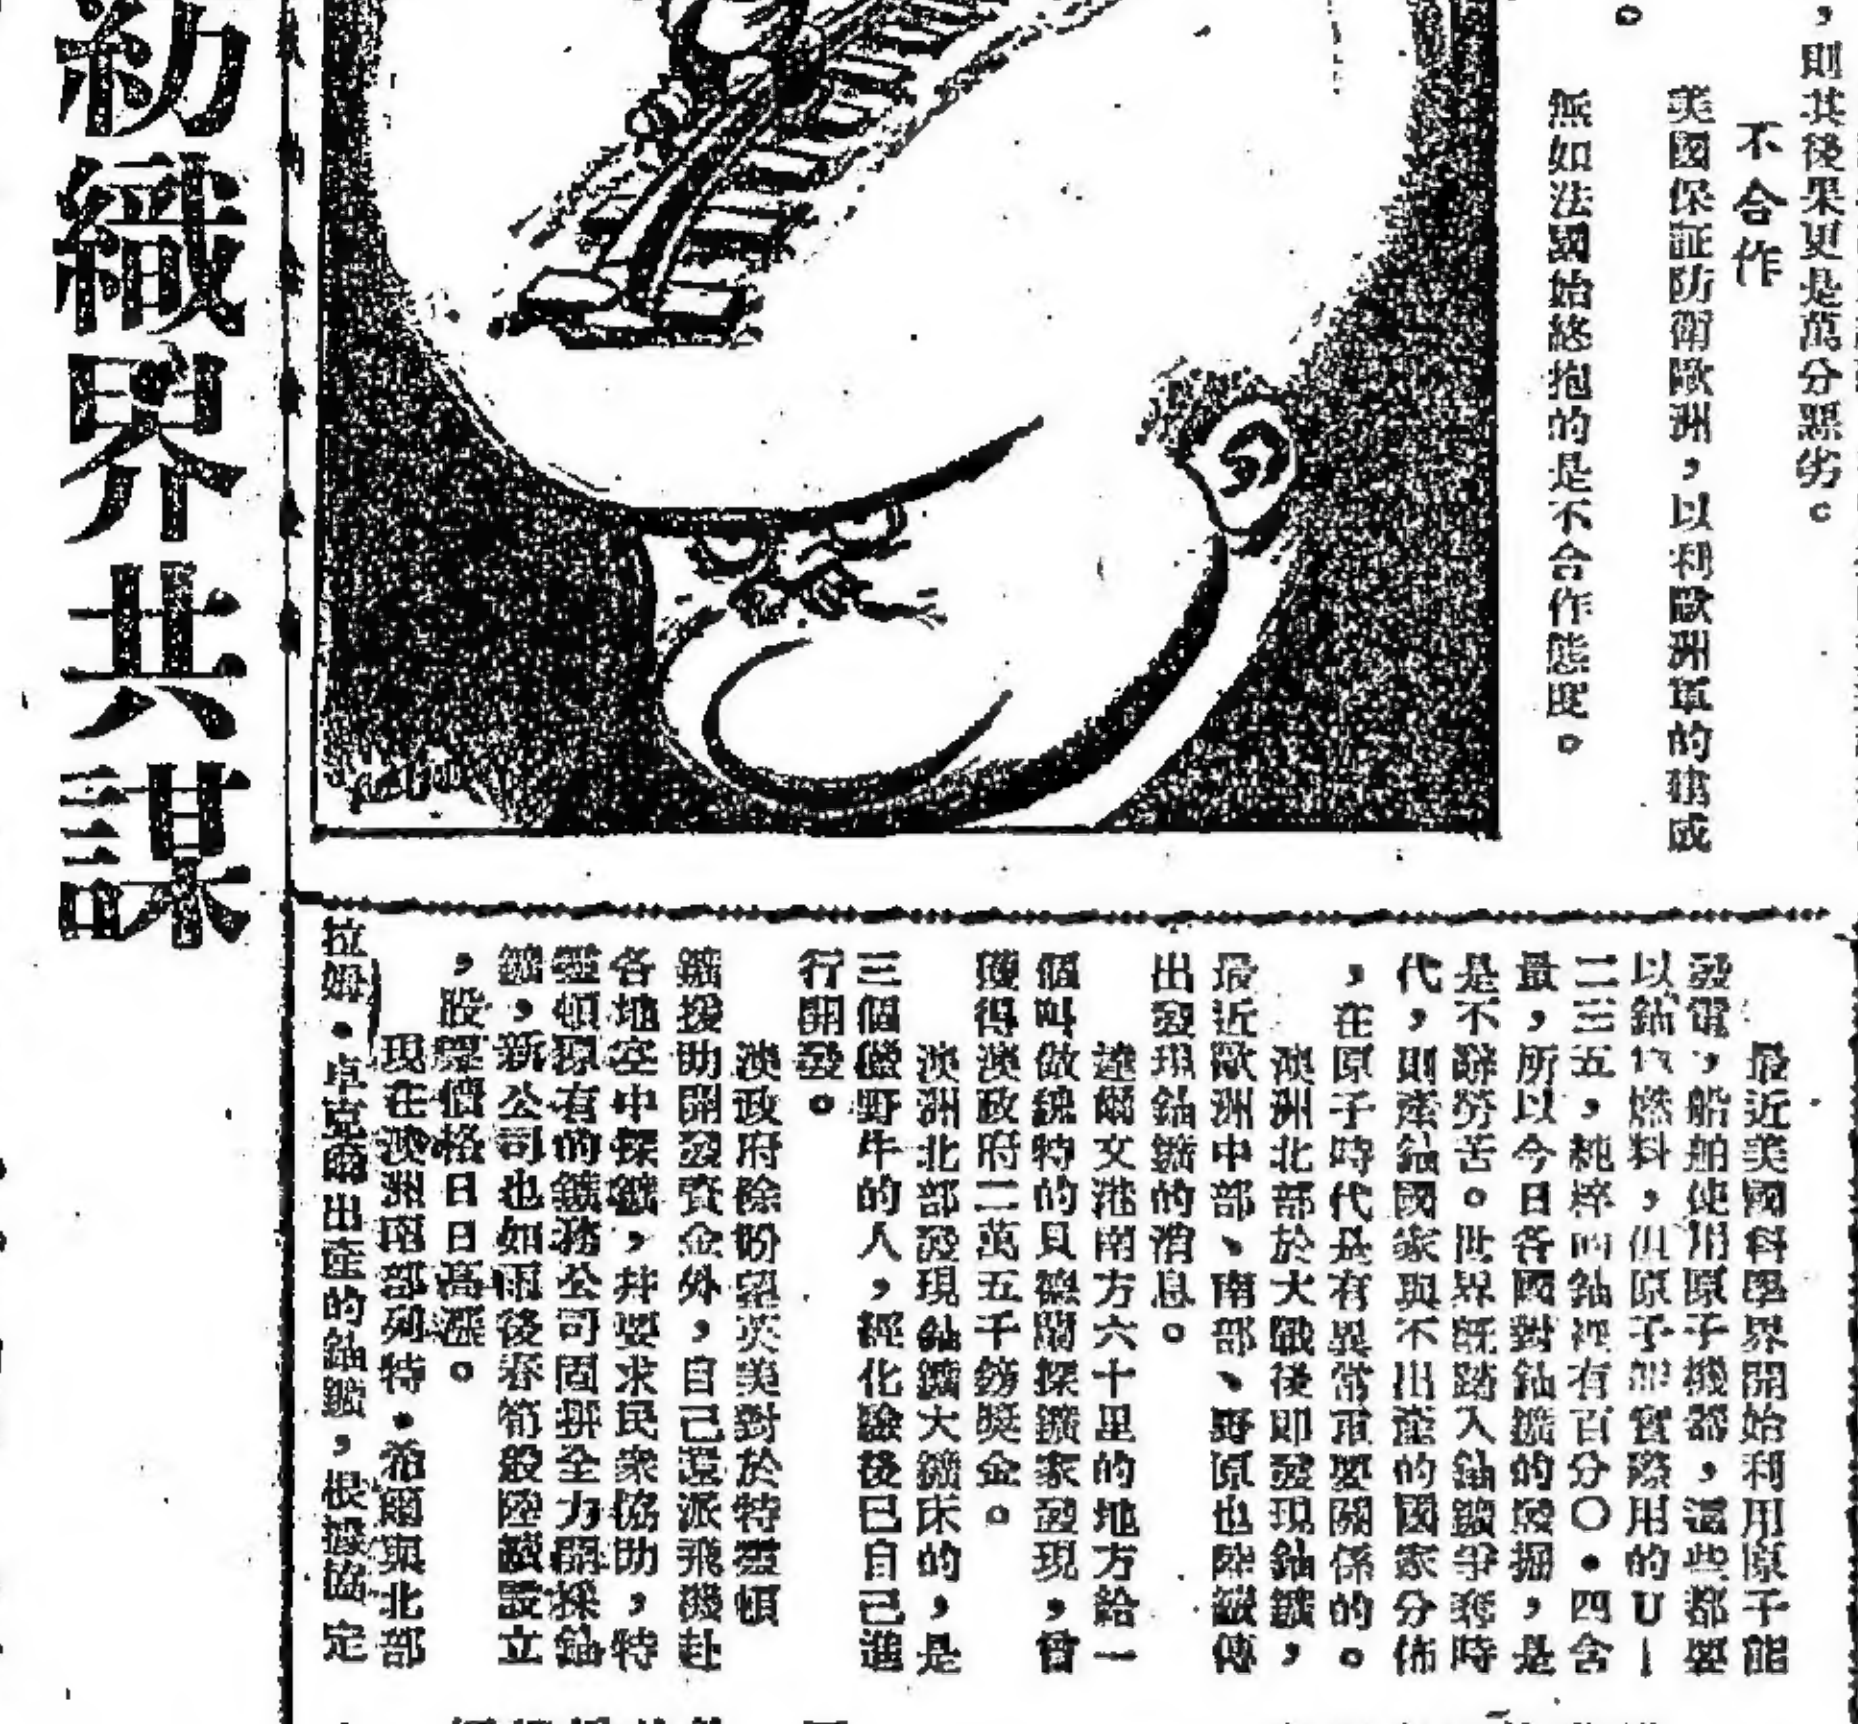 ，則其後果更是萬分惡劣。
不合作
美國保証防衛歐洲，以利歐洲軍的建成
。
無如法國始終抱的是不合作態度。
最近美國科學界開始利用原子能
發電，船舶使用原子機器，這些都要
以鈾為燃料，但原子彈實際用的U—
二三五，純粹的鈾裡有百分〇・四含
量，所以今日各國對鈾鑛的發掘，是
是不辭勞苦。世界既踏入鈾鑛爭奪時
代，則產鈾國家與不出產的國家分佈
，在原子時代是有異常重要關係的。
澳洲北部於大戰後即發現鈾鑛，
最近歐洲中部、南部、野原也陸續傳
出發現鈾鑛的消息。
達爾文港南方六十里的地方給一
個叫做魏特的貝德關探鑛家發現，曾
獲得澳政府二萬五千鎊獎金。
澳洲北部發現鈾鑛大鑛床的，是
三個獵野牛的人，經化驗後已自己進
行開發。
澳政府除盼望英美對於特靈頓
鑛援助開發資金外，自己還派飛機赴
各地空中探鑛，并要求民衆協助，特
靈頓原有的鑛務公司固拼全力開採鈾
鑛，新公司也如雨後春筍般陸續設立
，股票價格日日高漲。
現在澳洲南部列特・希爾與北部
拉姆・卓克爾出產的鈾鑛，根據協定
紡織界共謀